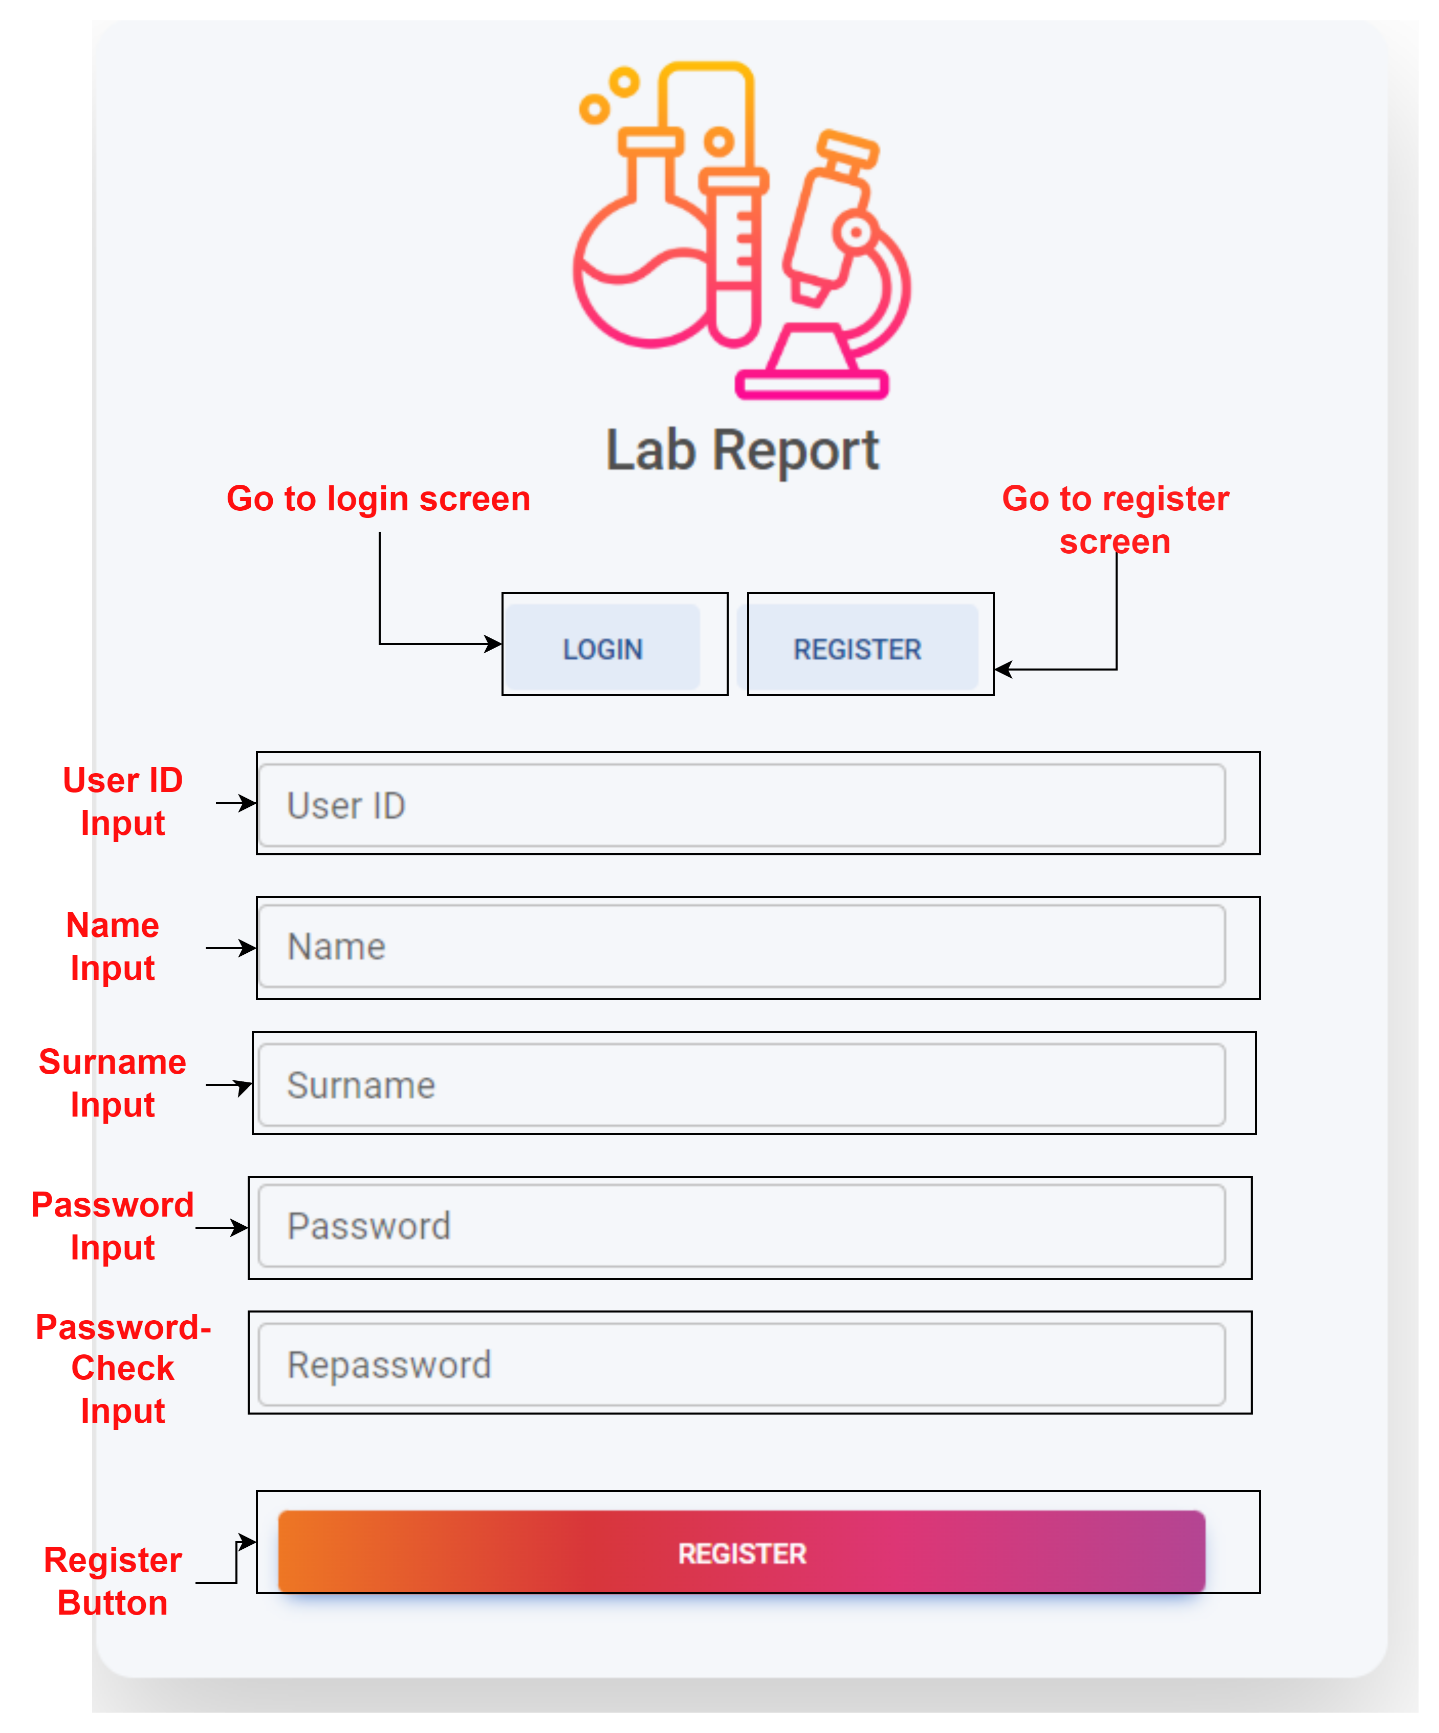 Lab Report
Go to login screen
Go to register
screen
LOGIN
REGISTER
User ID
Input
User ID
Name
Input
Name
Surname
Input
Surname
Password
Input
Password
Password-
Check
Input
Repassword
Register
Button
REGISTER